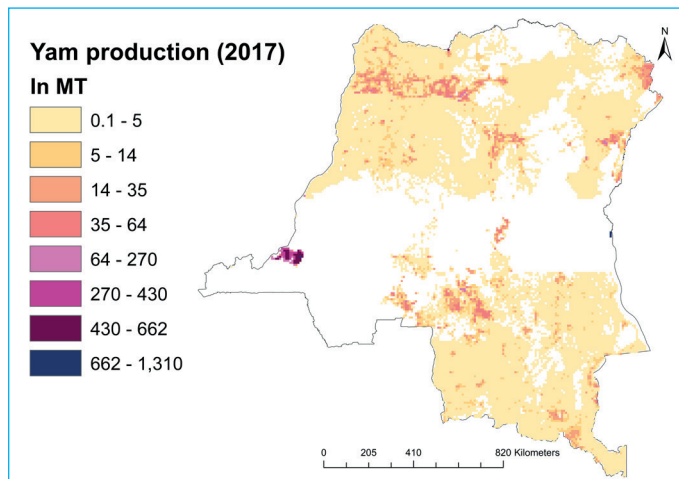 Yam production (2017)
In MT
0.1 - 5
5 - 14
14 - 35
35 - 64
64 - 270
270 - 430
430 - 662
662 - 1,310
N
0 205 410 820 Kilometers